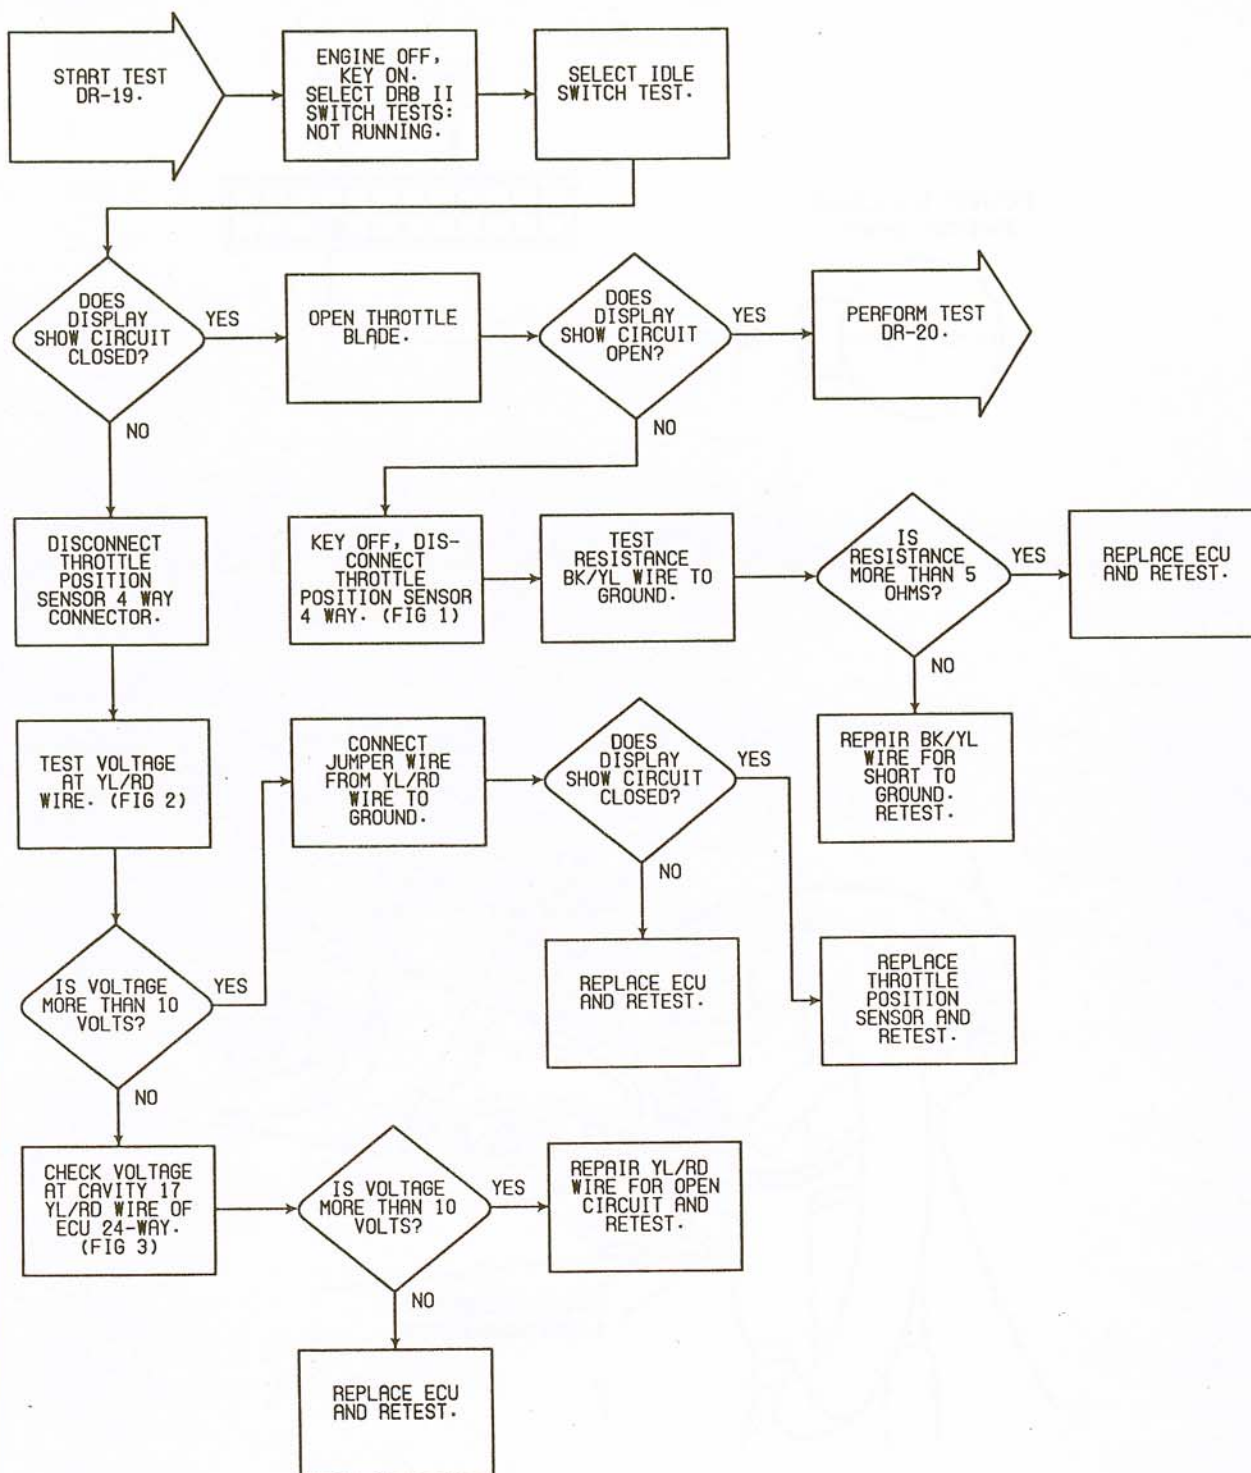 START TEST
DR-19.
ENGINE OFF,
KEY ON.
SELECT DRB II
SWITCH TESTS:
NOT RUNNING.
SELECT IDLE
SWITCH TEST.
DOES
DISPLAY
SHOW CIRCUIT
CLOSED?
YES
NO
OPEN THROTTLE
BLADE.
DOES
DISPLAY
SHOW CIRCUIT
OPEN?
YES
NO
PERFORM TEST
DR-20.
DISCONNECT
THROTTLE
POSITION
SENSOR 4 WAY
CONNECTOR.
KEY OFF, DIS-
CONNECT
THROTTLE
POSITION SENSOR
4 WAY. (FIG 1)
TEST
RESISTANCE
BK/YL WIRE TO
GROUND.
IS
RESISTANCE
MORE THAN 5
OHMS?
YES
NO
REPLACE ECU
AND RETEST.
TEST VOLTAGE
AT YL/RD
WIRE. (FIG 2)
CONNECT
JUMPER WIRE
FROM YL/RD
WIRE TO
GROUND.
DOES
DISPLAY
SHOW CIRCUIT
CLOSED?
YES
NO
REPAIR BK/YL
WIRE FOR
SHORT TO
GROUND.
RETEST.
IS VOLTAGE
MORE THAN 10
VOLTS?
YES
NO
REPLACE ECU
AND RETEST.
REPLACE
THROTTLE
POSITION
SENSOR AND
RETEST.
CHECK VOLTAGE
AT CAVITY 17
YL/RD WIRE OF
ECU 24-WAY.
(FIG 3)
IS VOLTAGE
MORE THAN 10
VOLTS?
YES
NO
REPAIR YL/RD
WIRE FOR OPEN
CIRCUIT AND
RETEST.
REPLACE ECU
AND RETEST.